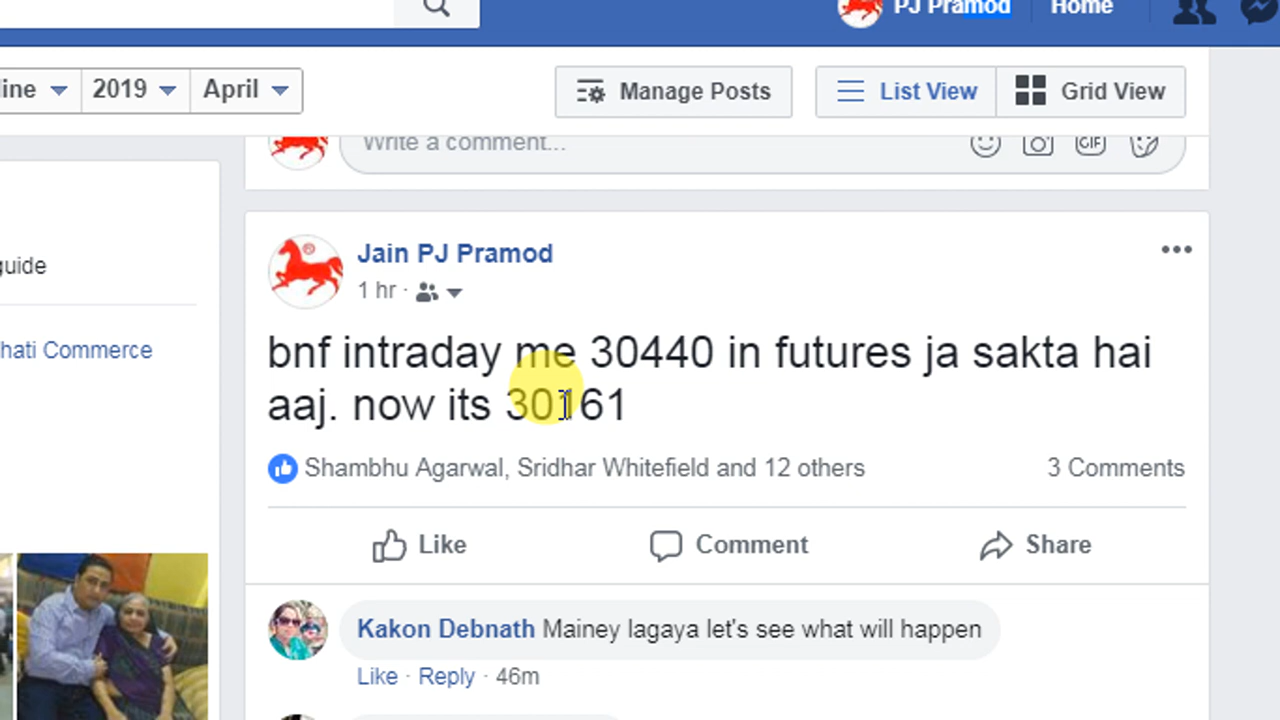 PJ Pramod Home
line 2019 April Manage Posts List View Grid View
Write a comment...
GIF
guide
hati Commerce
Jain PJ Pramod
1 hr ·
bnf intraday me 30440 in futures ja sakta hai
aaj. now its 30161
Shambhu Agarwal, Sridhar Whitefield and 12 others 3 Comments
Like Comment Share
Kakon Debnath Mainey lagaya let's see what will happen
Like · Reply · 46m